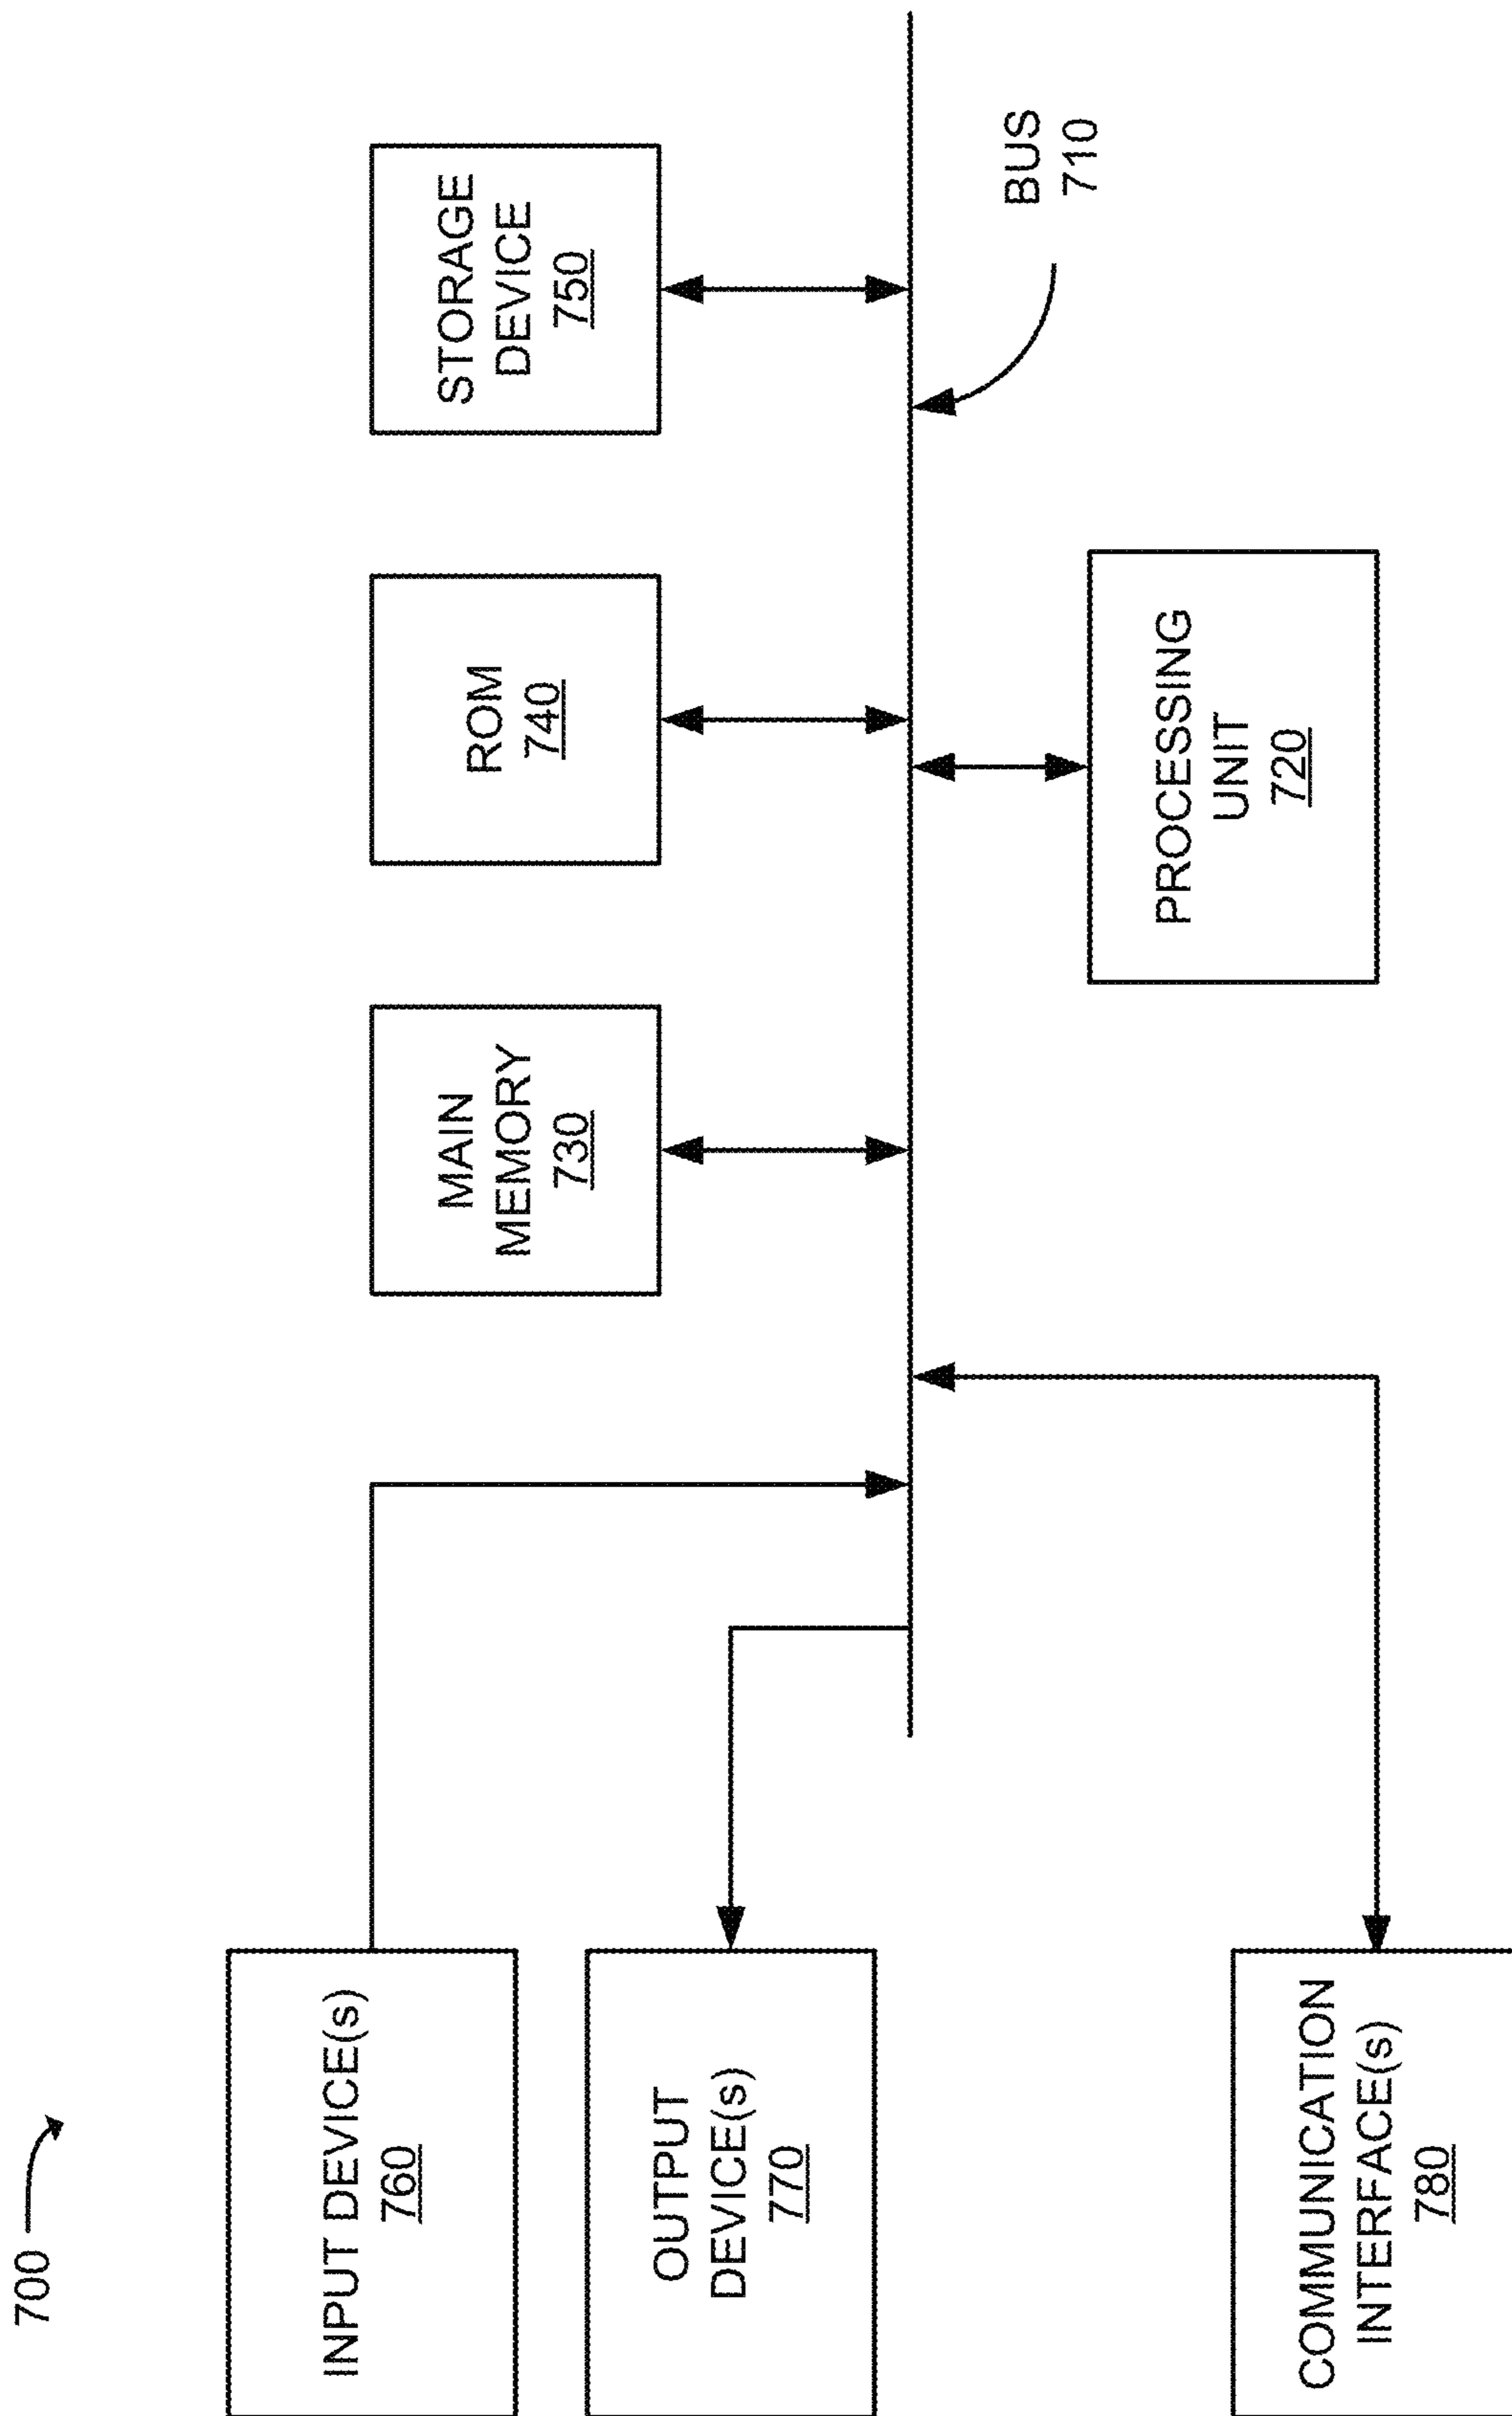 700
INPUT DEVICE(s)
760
OUTPUT
DEVICE(s)
770
COMMUNICATION
INTERFACE(s)
780
MAIN
MEMORY
730
ROM
740
STORAGE
DEVICE
750
PROCESSING
UNIT
720
BUS
710